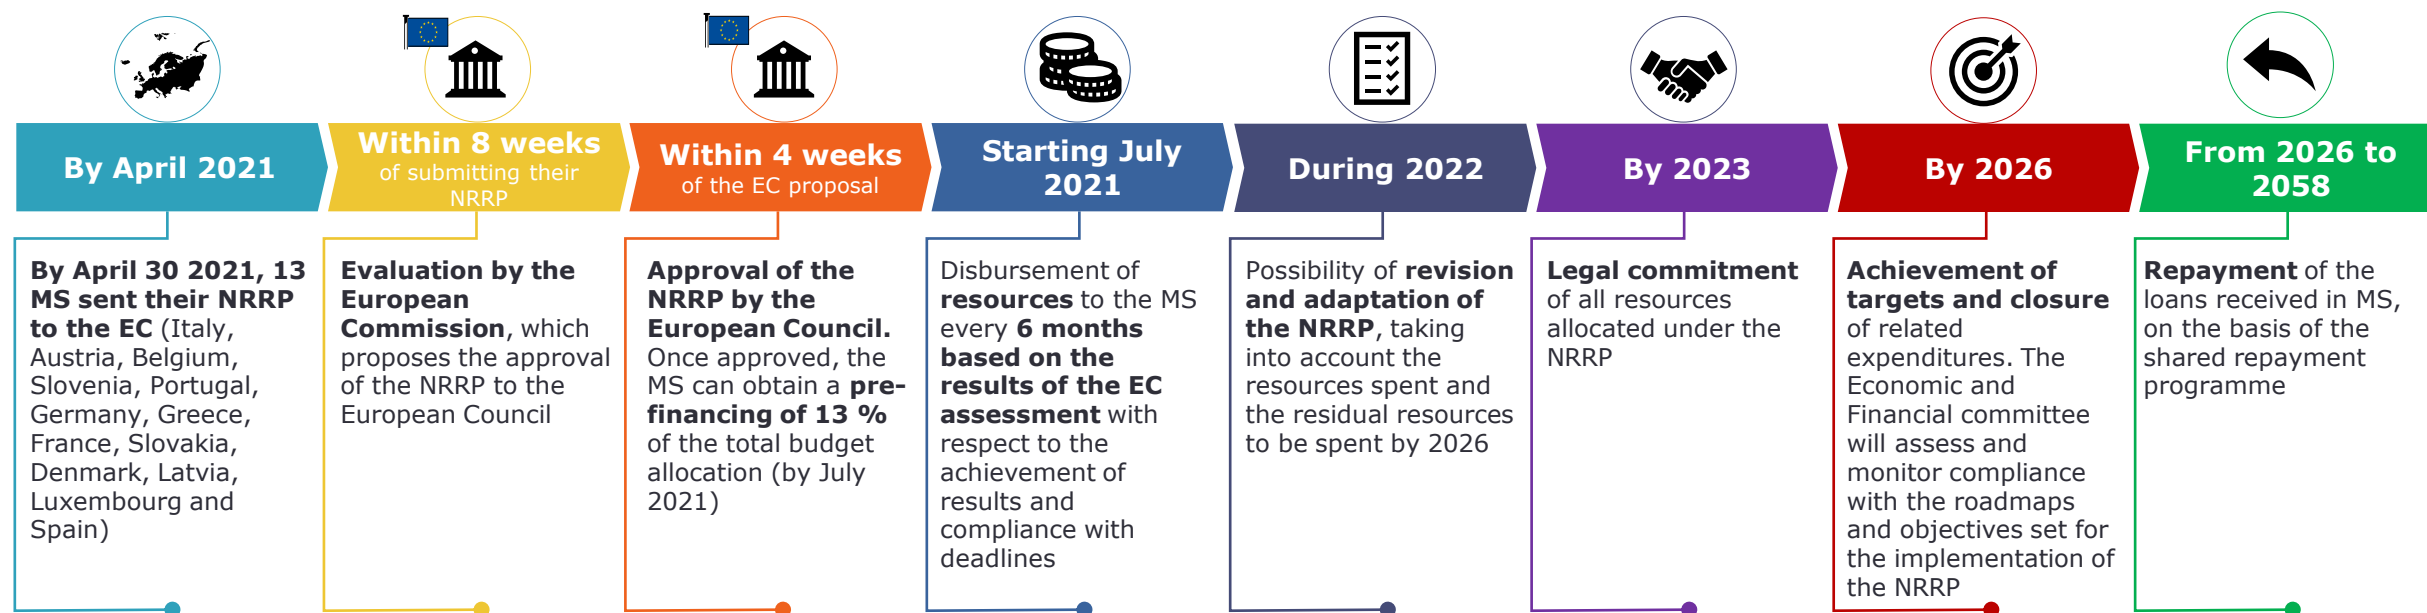 By April 2021
Within 8 weeks
of submitting their
NRRP
Within 4 weeks
of the EC proposal
Starting July
2021
During 2022
By 2023
By 2026
From 2026 to
2058
By April 30 2021, 13
MS sent their NRRP
to the EC (Italy,
Austria, Belgium,
Slovenia, Portugal,
Germany, Greece,
France, Slovakia,
Denmark, Latvia,
Luxembourg and
Spain)
Evaluation by the
European
Commission, which
proposes the approval
of the NRRP to the
European Council
Approval of the
NRRP by the
European Council.
Once approved, the
MS can obtain a pre-
financing of 13 %
of the total budget
allocation (by July
2021)
Disbursement of
resources to the MS
every 6 months
based on the
results of the EC
assessment with
respect to the
achievement of
results and
compliance with
deadlines
Possibility of revision
and adaptation of
the NRRP, taking
into account the
resources spent and
the residual resources
to be spent by 2026
Legal commitment
of all resources
allocated under the
NRRP
Achievement of
targets and closure
of related
expenditures. The
Economic and
Financial committee
will assess and
monitor compliance
with the roadmaps
and objectives set for
the implementation of
the NRRP
Repayment of the
loans received in MS,
on the basis of the
shared repayment
programme